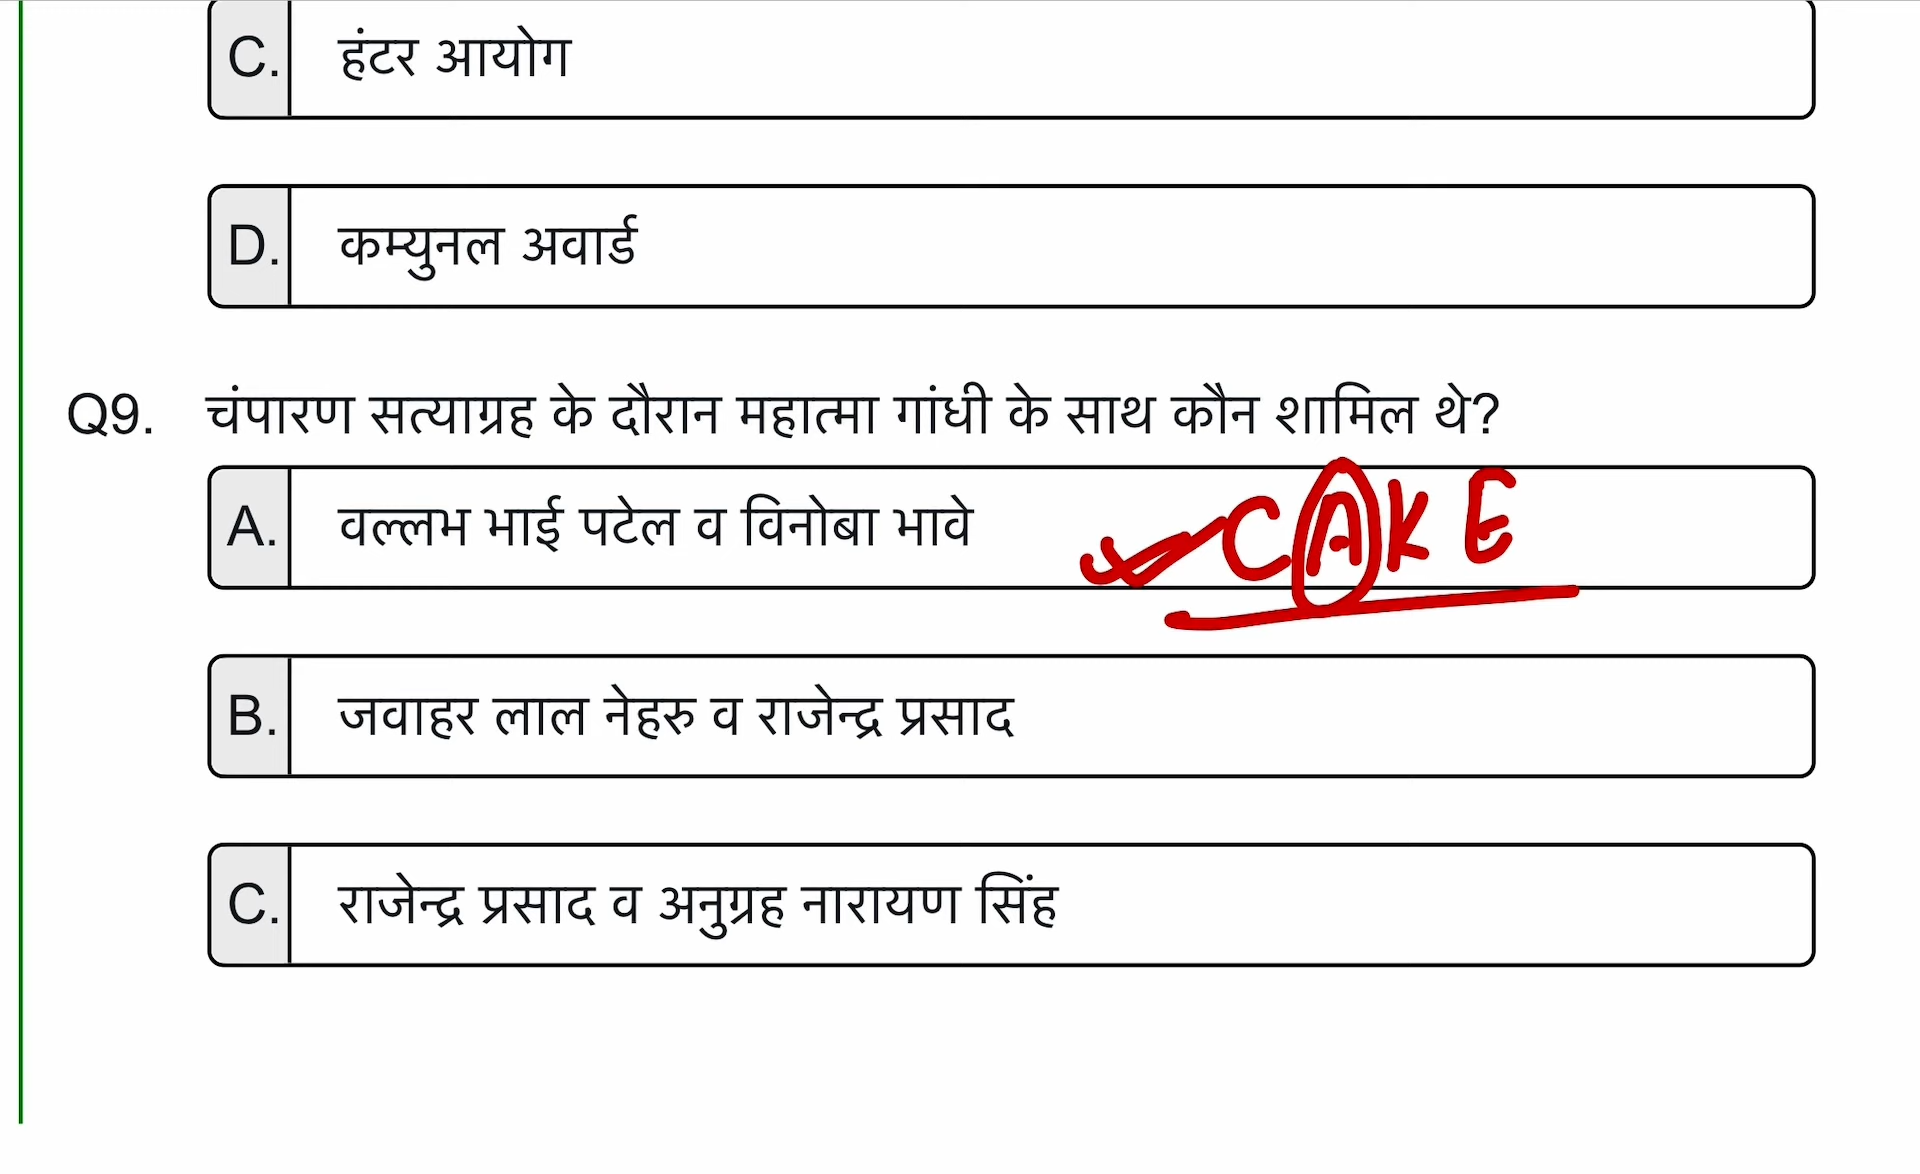 C. हंटर आयोग
D. कम्युनल अवार्ड
Q9. चंपारण सत्याग्रह के दौरान महात्मा गांधी के साथ कौन शामिल थे?
A. वल्लभ भाई पटेल व विनोबा भावे CAKE
B. जवाहर लाल नेहरु व राजेन्द्र प्रसाद
C. राजेन्द्र प्रसाद व अनुग्रह नारायण सिंह